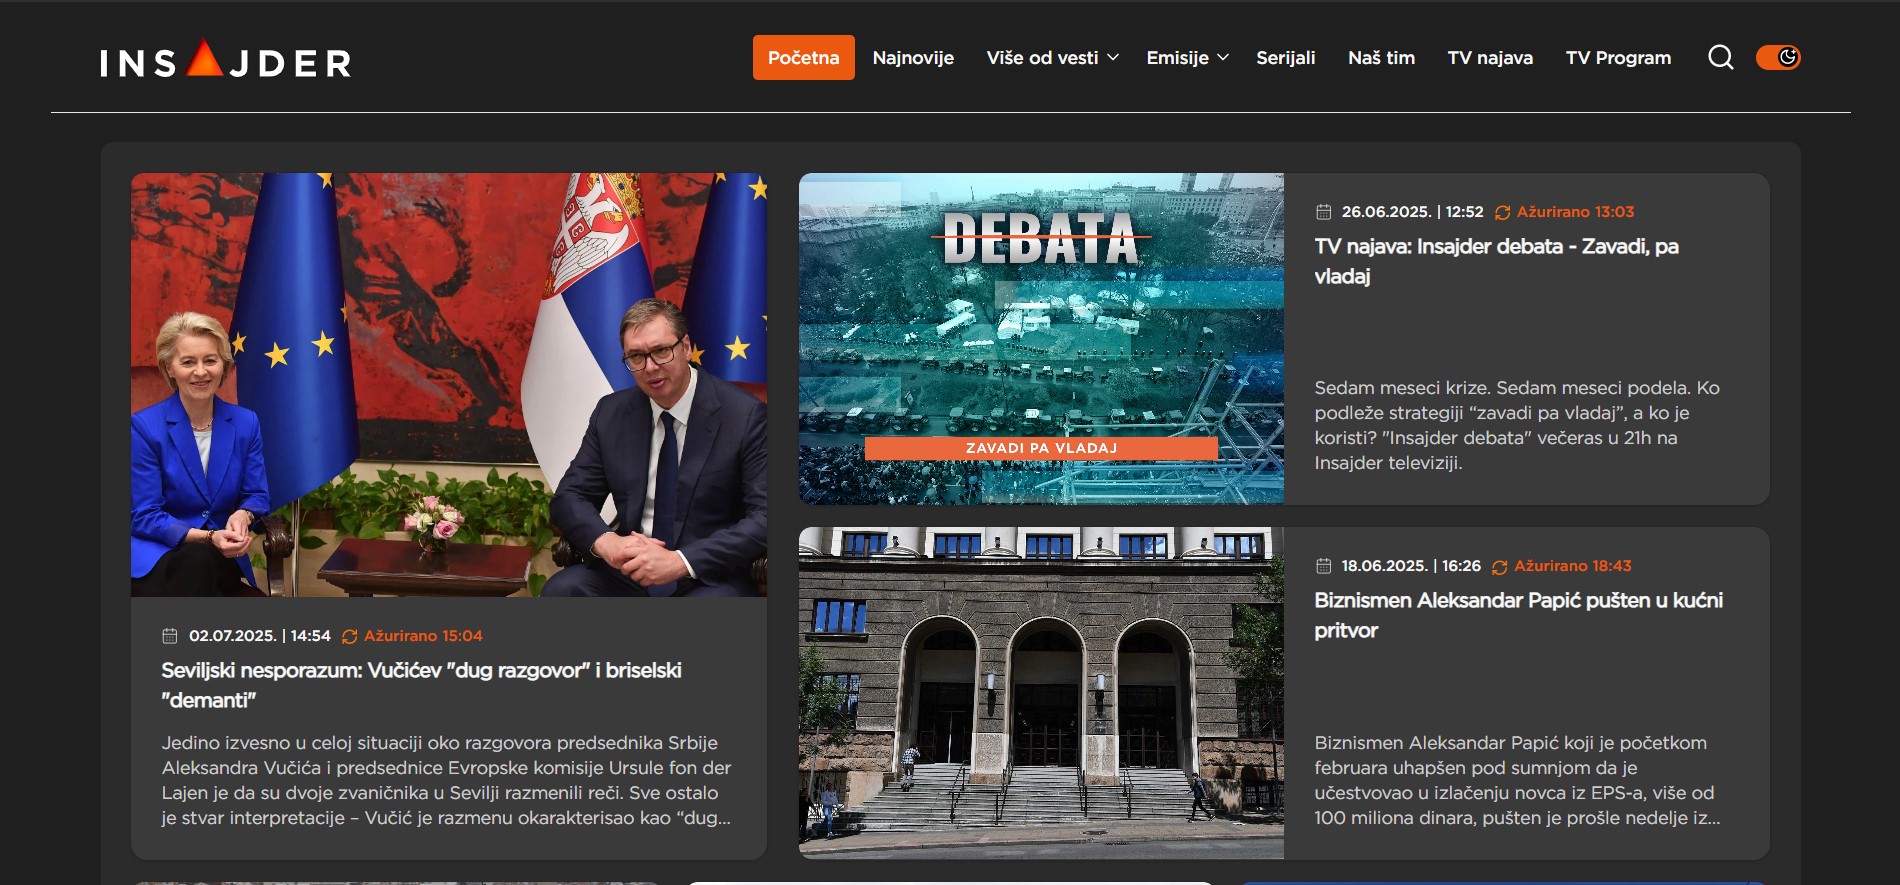 INSAJDER
Početna
Najnovije
Više od vesti
Emisije
Serijali
Naš tim
TV najava
TV Program
02.07.2025. | 14:54 Ažurirano 15:04
Seviljski nesporazum: Vučićev "dug razgovor" i briselski
"demanti"
Jedino izvesno u celoj situaciji oko razgovora predsednika Srbije
Aleksandra Vučića i predsednice Evropske komisije Ursule fon der
Lajen je da su dvoje zvaničnika u Sevilji razmenili reči. Sve ostalo
je stvar interpretacije – Vučić je razmenu okarakterisao kao “dug...
DEBATA
ZAVADI PA VLADAJ
26.06.2025. | 12:52 Ažurirano 13:03
TV najava: Insajder debata - Zavadi, pa
vladaj
Sedam meseci krize. Sedam meseci podela. Ko
podleže strategiji “zavadi pa vladaj”, a ko je
koristi? "Insajder debata" večeras u 21h na
Insajder televiziji.
18.06.2025. | 16:26 Ažurirano 18:43
Biznismen Aleksandar Papić pušten u kućni
pritvor
Biznismen Aleksandar Papić koji je početkom
februara uhapšen pod sumnjom da je
učestvovao u izlačenju novca iz EPS-a, više od
100 miliona dinara, pušten je prošle nedelje iz...